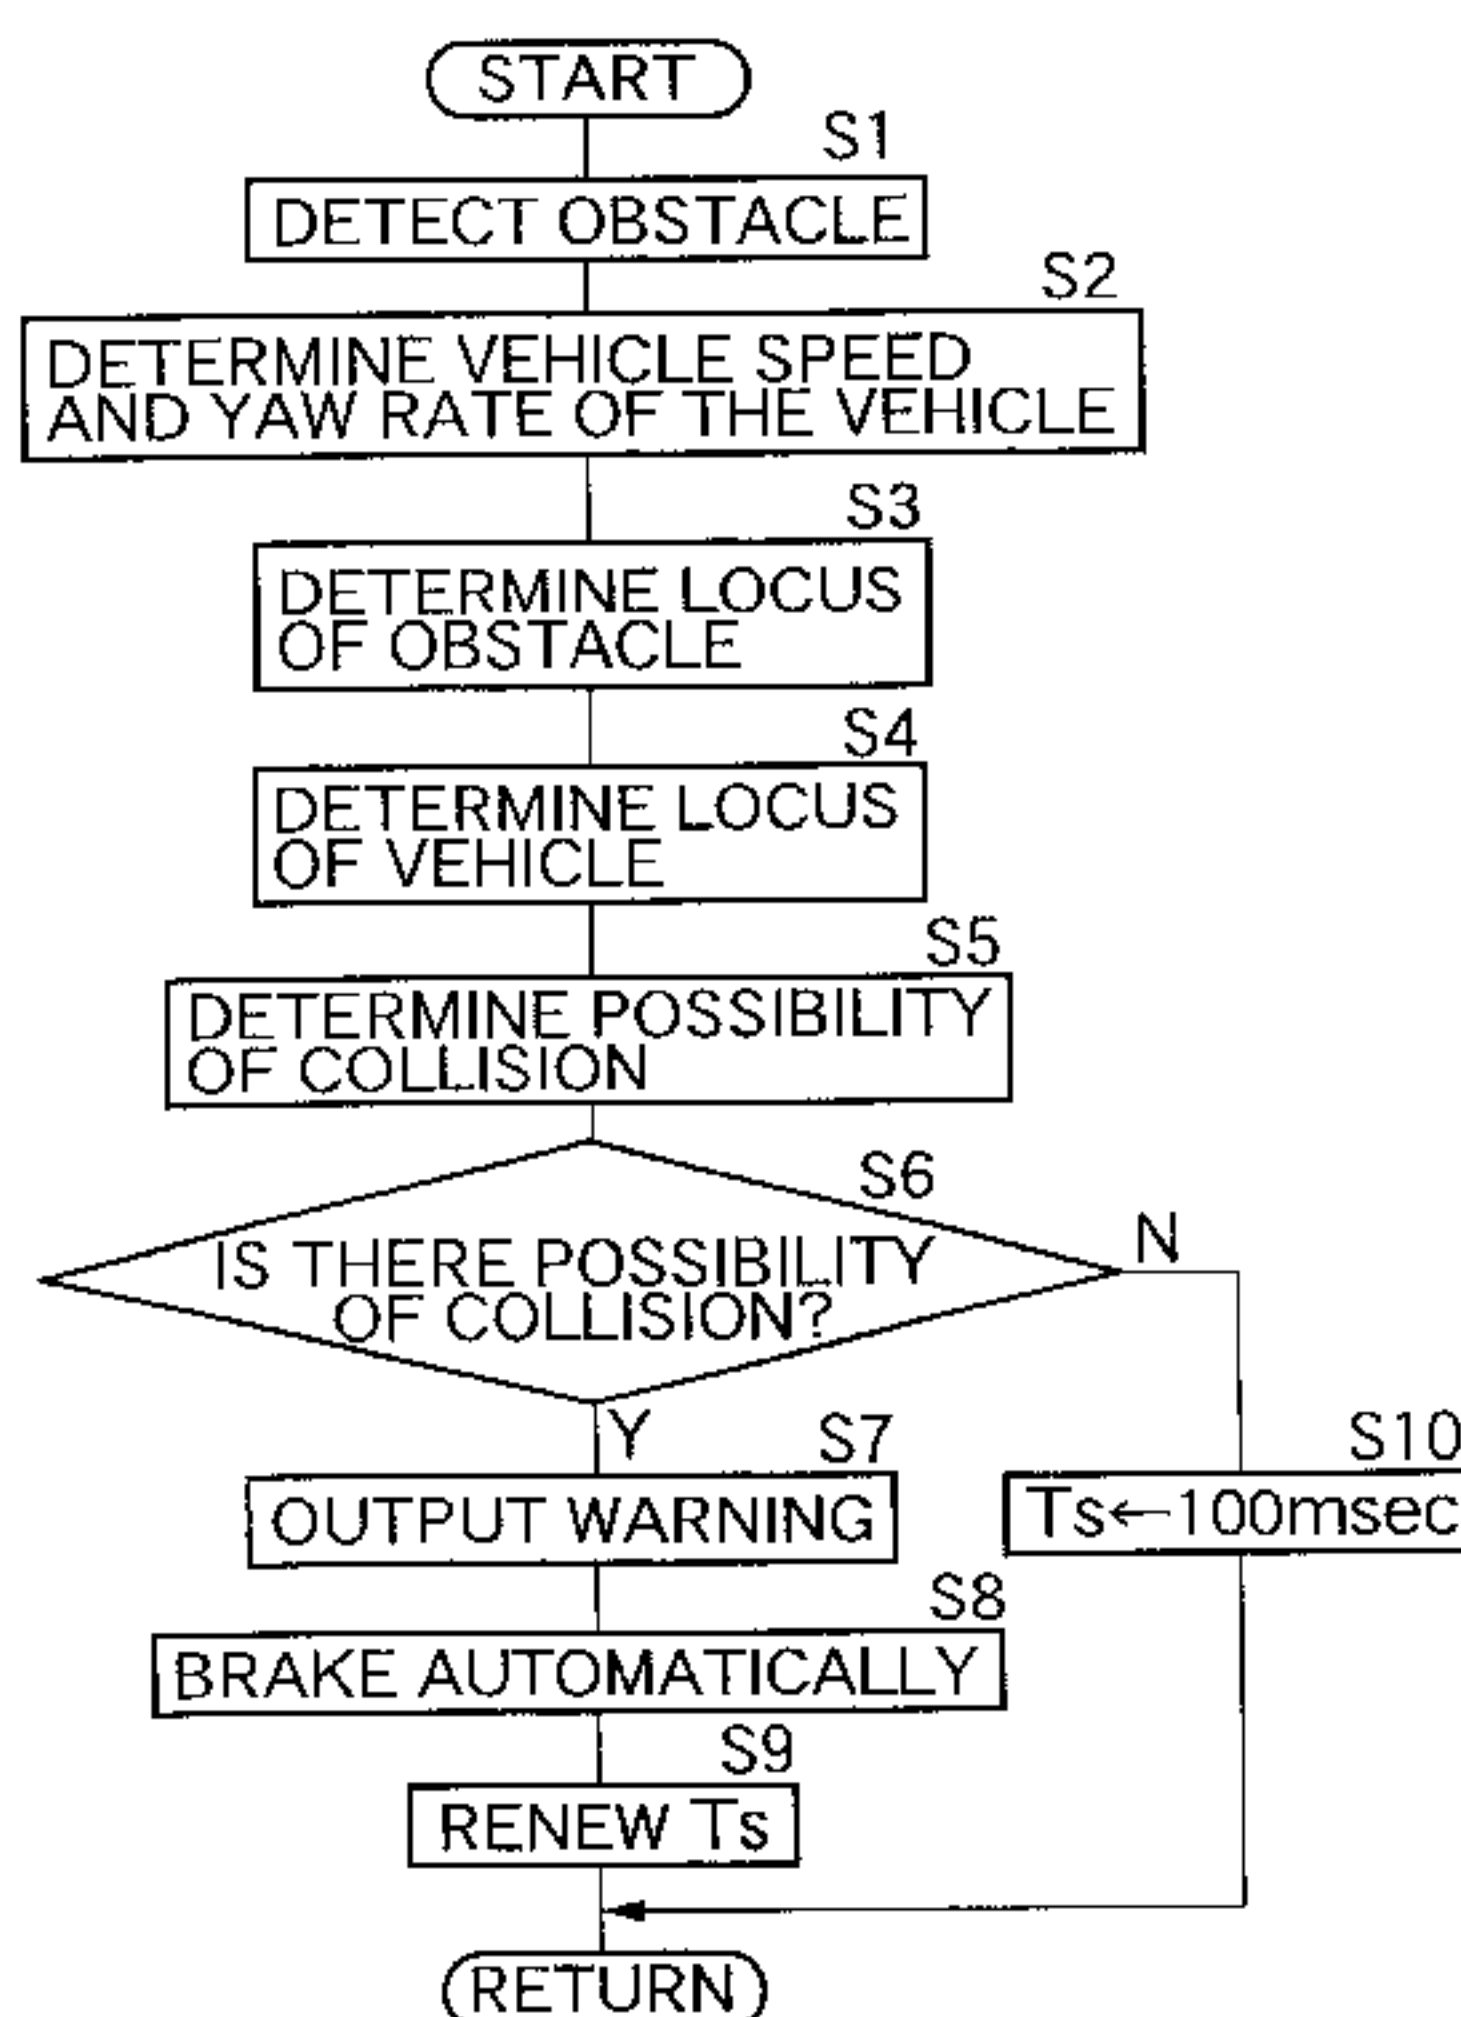 START
S1
DETECT OBSTACLE
S2
DETERMINE VEHICLE SPEED
AND YAW RATE OF THE VEHICLE
S3
DETERMINE LOCUS
OF OBSTACLE
S4
DETERMINE LOCUS
OF VEHICLE
S5
DETERMINE POSSIBILITY
OF COLLISION
S6
IS THERE POSSIBILITY
OF COLLISION?
N
Y
S7
OUTPUT WARNING
S10
Ts←100msec
S8
BRAKE AUTOMATICALLY
S9
RENEW Ts
RETURN